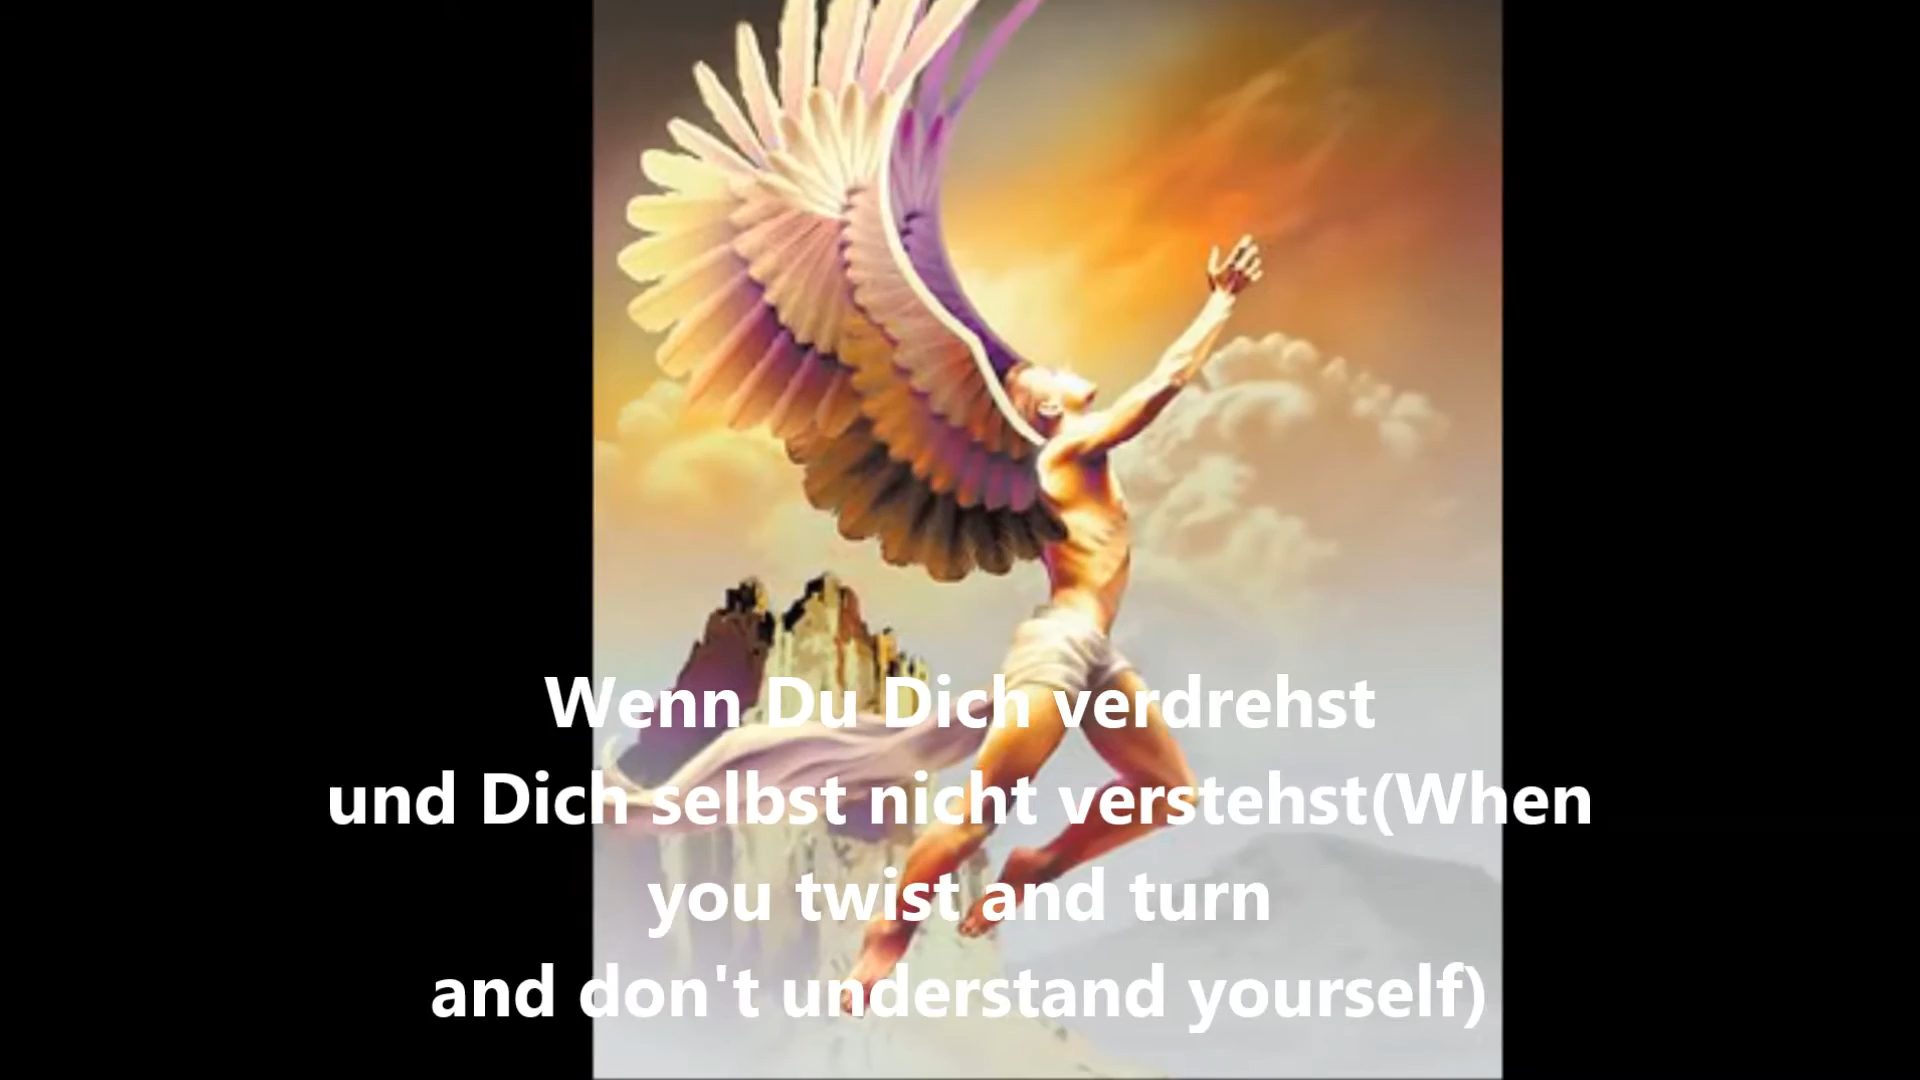 Wenn Du Dich verdrehst
und Dich selbst nicht verstehst(When
you twist and turn
and don't understand yourself)